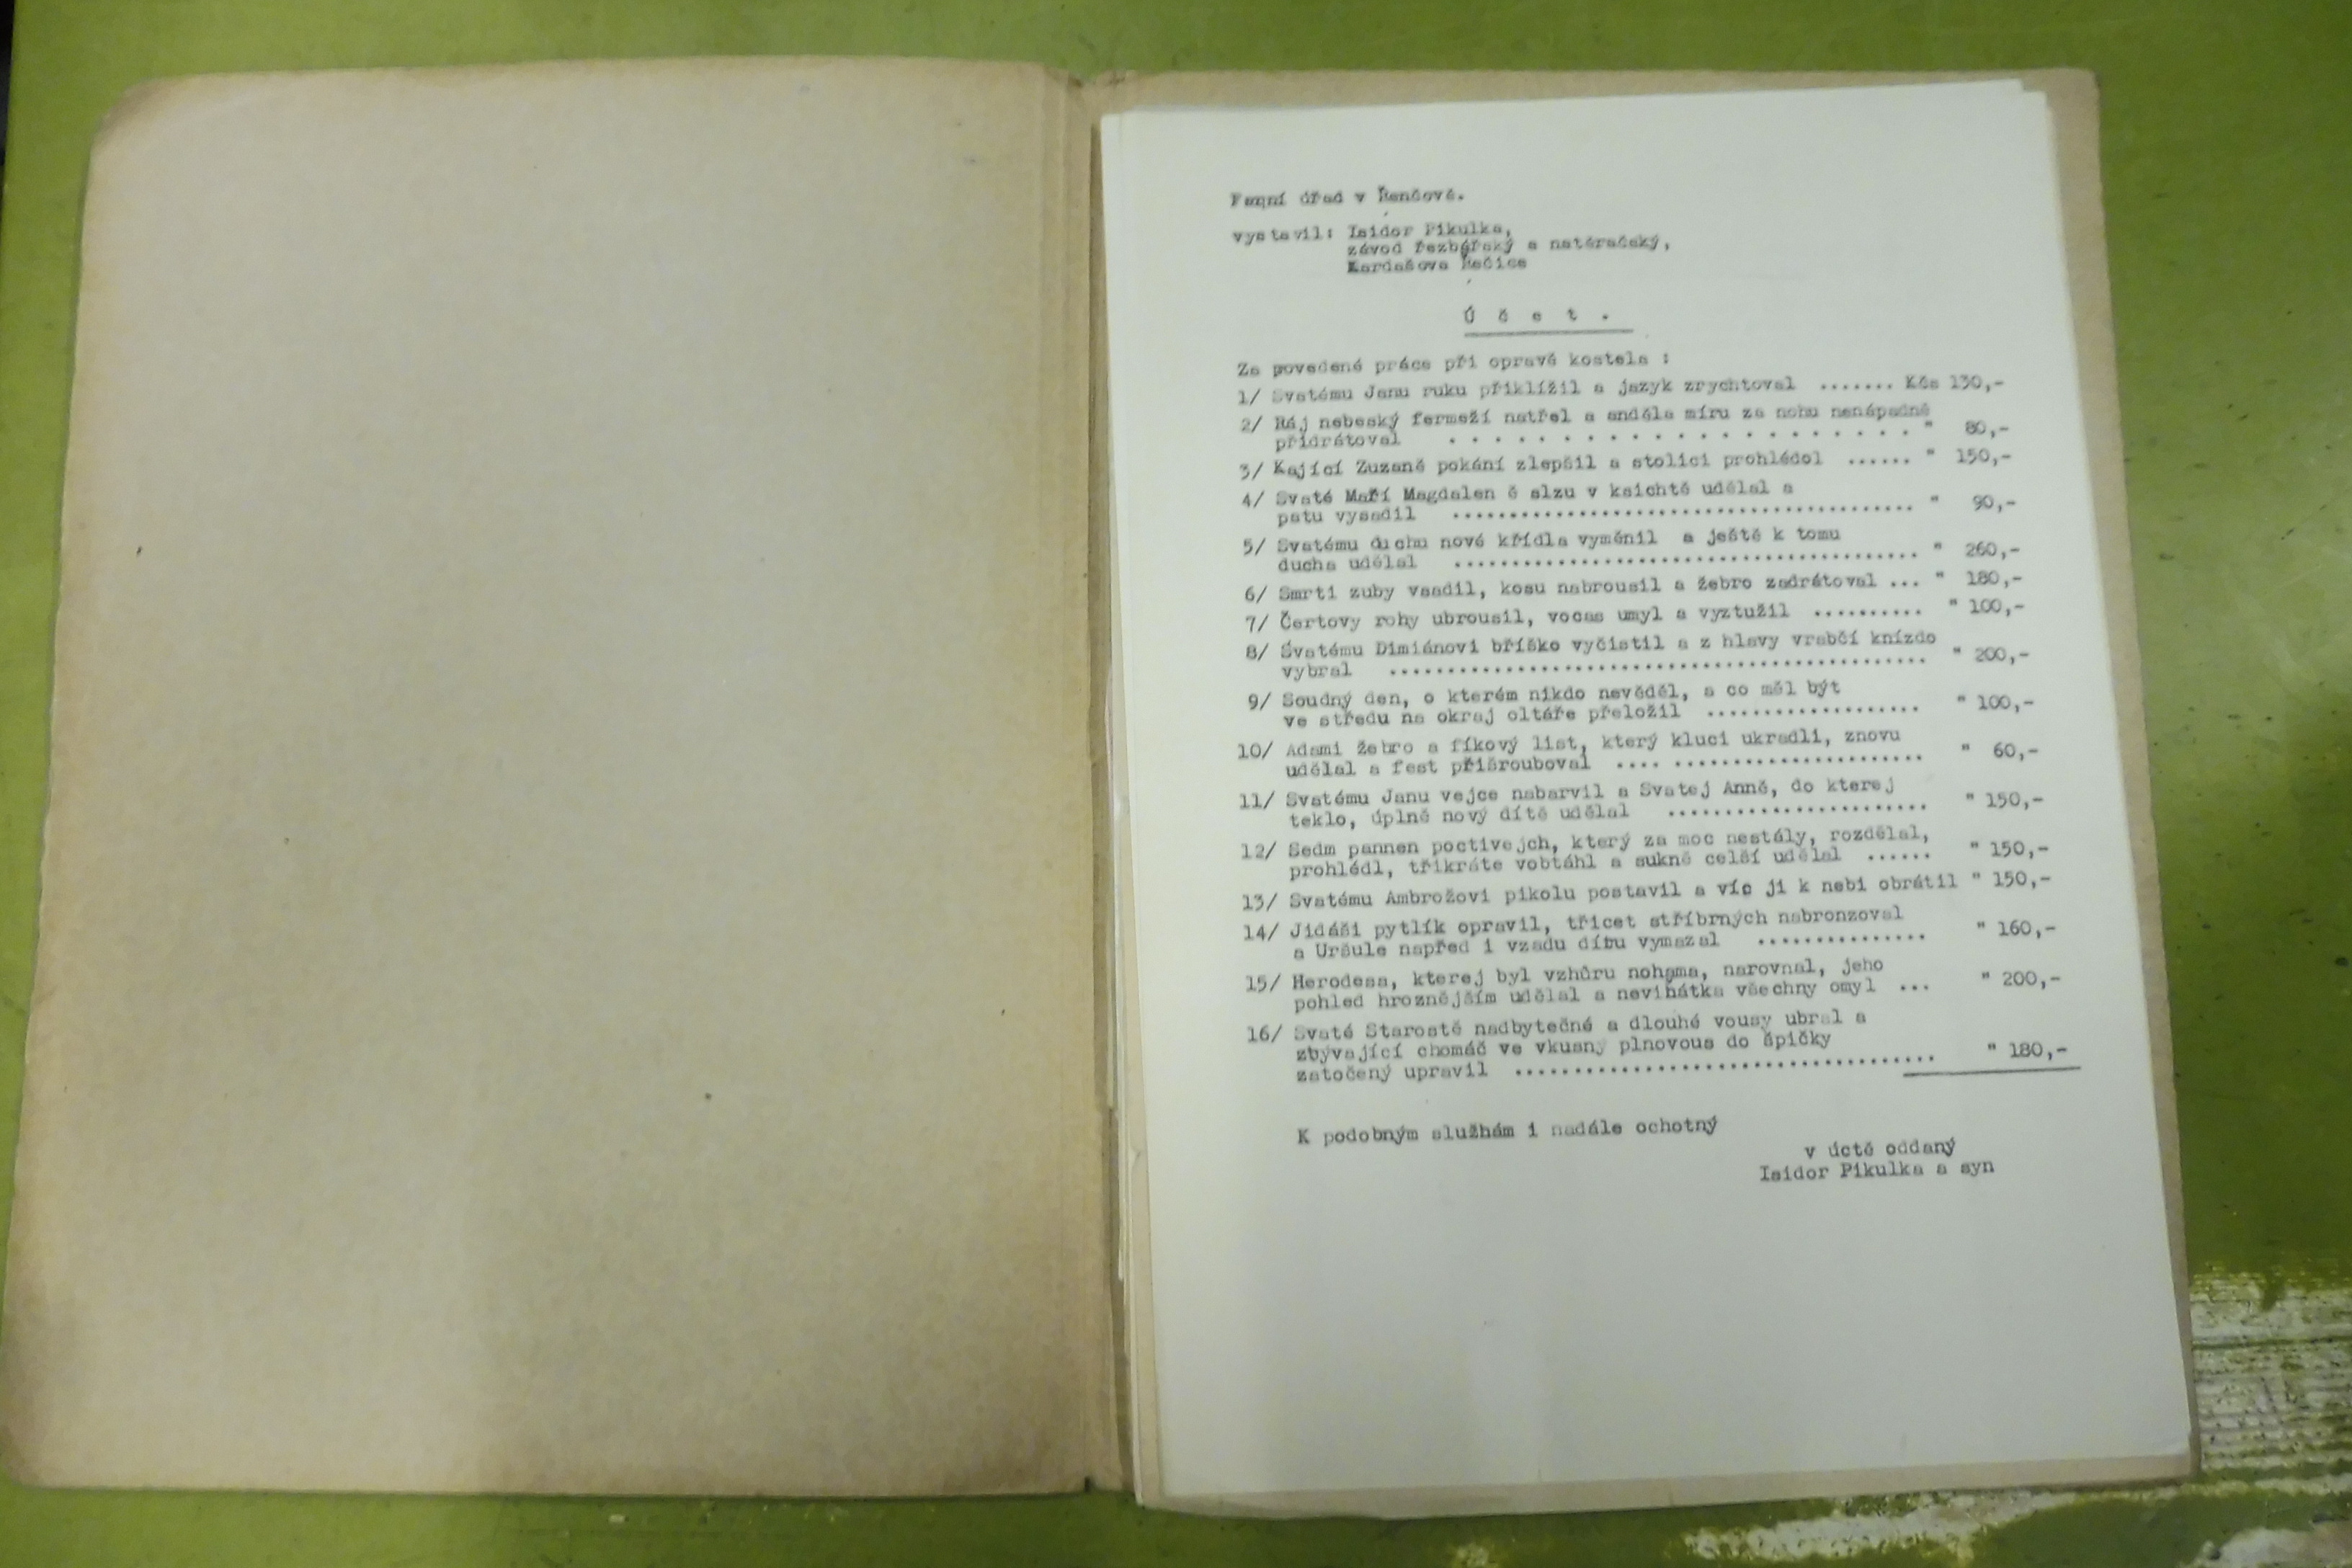 Farní úřad v Řenčově.
vystavil: Isidor Pikulka,
závod řezbářský a natěračský,
Kardašova Řečice
Ú č e t .
Za povedené práce při opravě kostela :
1/ Svatému Janu ruku přiklížil a jazyk zrychtoval ....... Kčs 130,-
2/ Ráj nebeský fermeží natřel a anděla míru za nohu nenápadně
přidrátoval . . . . . . . . . . . . . . . . . . . . . " 80,-
3/ Kající Zuzaně pokání zlepšil a stolici prohlédol ...... " 150,-
4/ Svaté Maří Magdalen ě slzu v ksichtě udělal a
patu vysadil ........................................ " 90,-
5/ Svatému duchu nové křídla vyměnil a ještě k tomu
ducha udělal ........................................ " 260,-
6/ Smrti zuby vsadil, kosu nabrousil a žebro zadrátoval ... " 180,-
7/ Čertovy rohy ubrousil, vocas umyl a vyztužil .......... " 100,-
8/ Svatému Dimiánovi bříško vyčistil a z hlavy vrabčí knízdo
vybral ............................................... " 200,-
9/ Soudný den, o kterém nikdo nevěděl, a co měl být
ve středu na okraj oltáře přeložil ................... " 100,-
10/ Adami žebro a fíkový list, který kluci ukradli, znovu
udělal a fest přišrouboval .... ...................... " 60,-
11/ Svatému Janu vejce nabarvil a Svatej Anně, do kterej
teklo, úplně nový dítě udělal ....................... " 150,-
12/ Sedm pannen poctivejch, který za moc nestály, rozdělal,
prohlédl, třikráte vobtáhl a sukně celší udělal ...... " 150,-
13/ Svatému Ambrožovi pikolu postavil a víc ji k nebi obrátil " 150,-
14/ Jidáši pytlík opravil, třicet stříbrných nabronzoval
a Uršule napřed i vzadu díru vymazal ............... " 160,-
15/ Herodesa, kterej byl vzhůru nohama, narovnal, jeho
pohled hroznějším udělal a neviňátka všechny omyl ... " 200,-
16/ Svaté Starostě nadbytečné a dlouhé vousy ubral a
zbývající chomáč ve vkusný plnovous do špičky
zatočený upravil ..................................... " 180,-
K podobným službám i nadále ochotný
v úctě oddaný
Isidor Pikulka a syn